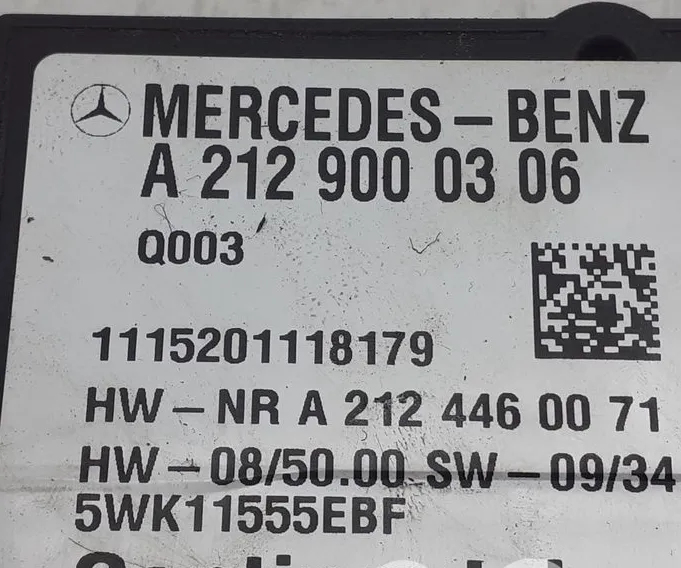 MERCEDES-BENZ
A 212 900 03 06
Q003
1115201118179
HW-NR A 212 446 00 71
HW-08/50.00 SW-09/34
5WK11555EBF